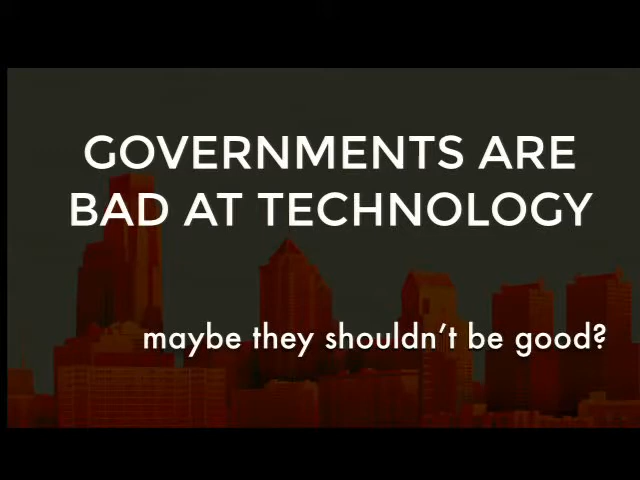 GOVERNMENTS ARE
BAD AT TECHNOLOGY
maybe they shouldn't be good?